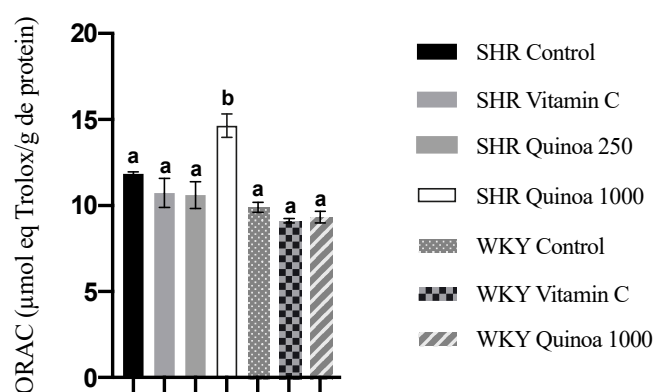 ORAC (µmol eq Trolox/g de protein)
20
15
10
5
0
a
a
a
b
a
a
a
SHR Control
SHR Vitamin C
SHR Quinoa 250
SHR Quinoa 1000
WKY Control
WKY Vitamin C
WKY Quinoa 1000